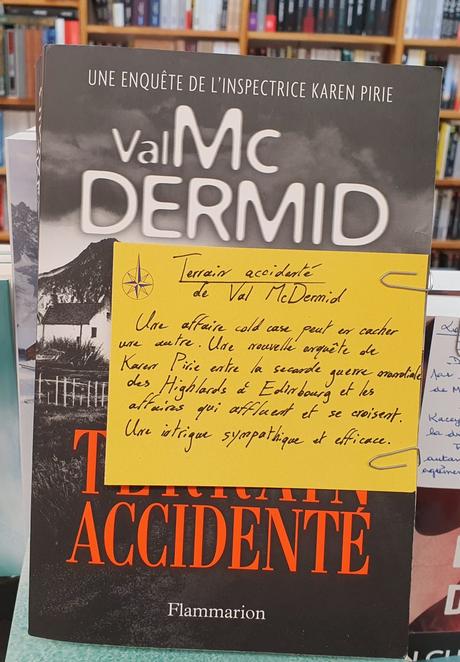 UNE ENQUÊTE DE L'INSPECTRICE KAREN PIRIE
Val Mc
DERMID
Terrain accidenté
de Val McDermid
Une affaire cold case peut en cacher
une autre. Une nouvelle enquête de
Karen Pirie entre la seconde guerre mondiale
des Highlands à Edimbourg et les
affaires qui affluent et se croisent.
Une intrigue sympathique et efficace.
TERRAIN
ACCIDENTÉ
Flammarion